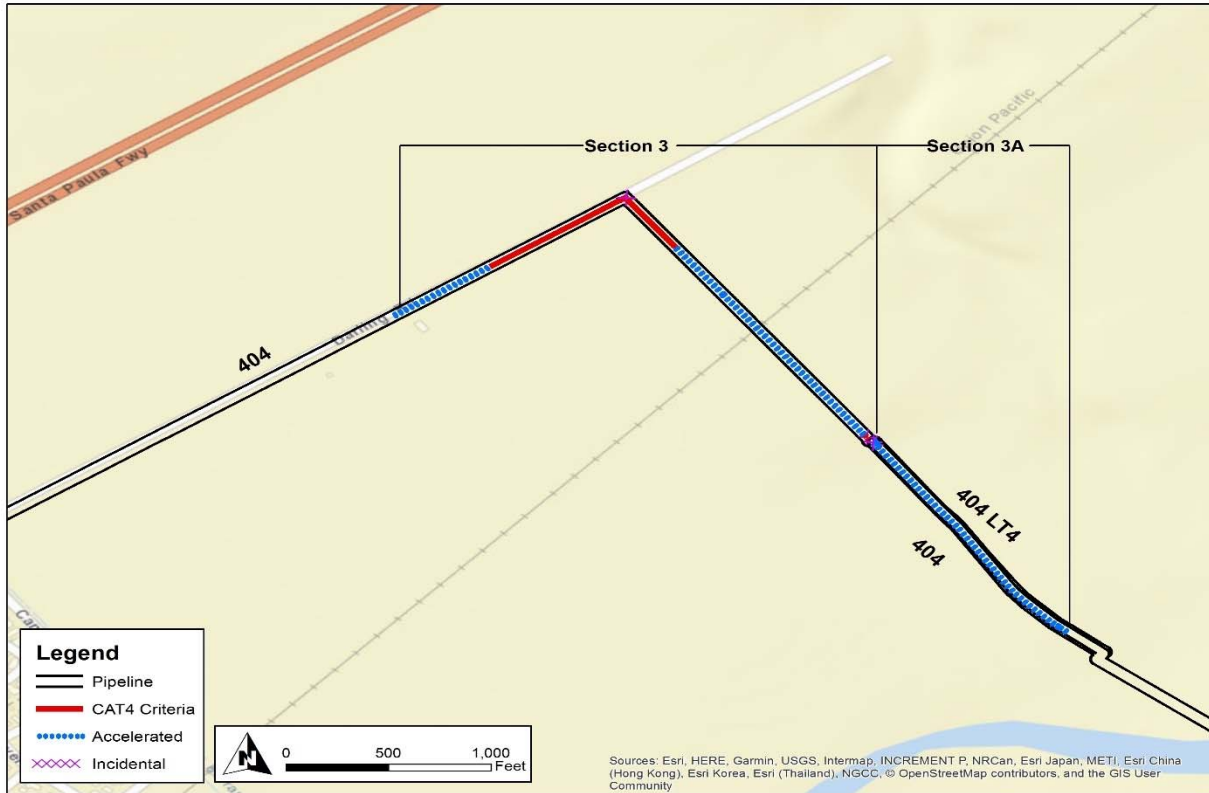 Section 3
Section 3A
Santa Paula Fwy
Pacific
404
404 LT4
404
Legend
Pipeline
CAT4 Criteria
Accelerated
Incidental
N
0 500 1,000
Feet
Sources: Esri, HERE, Garmin, USGS, Intermap, INCREMENT P, NRCan, Esri Japan, METI, Esri China
(Hong Kong), Esri Korea, Esri (Thailand), NGCC, © OpenStreetMap contributors, and the GIS User
Community